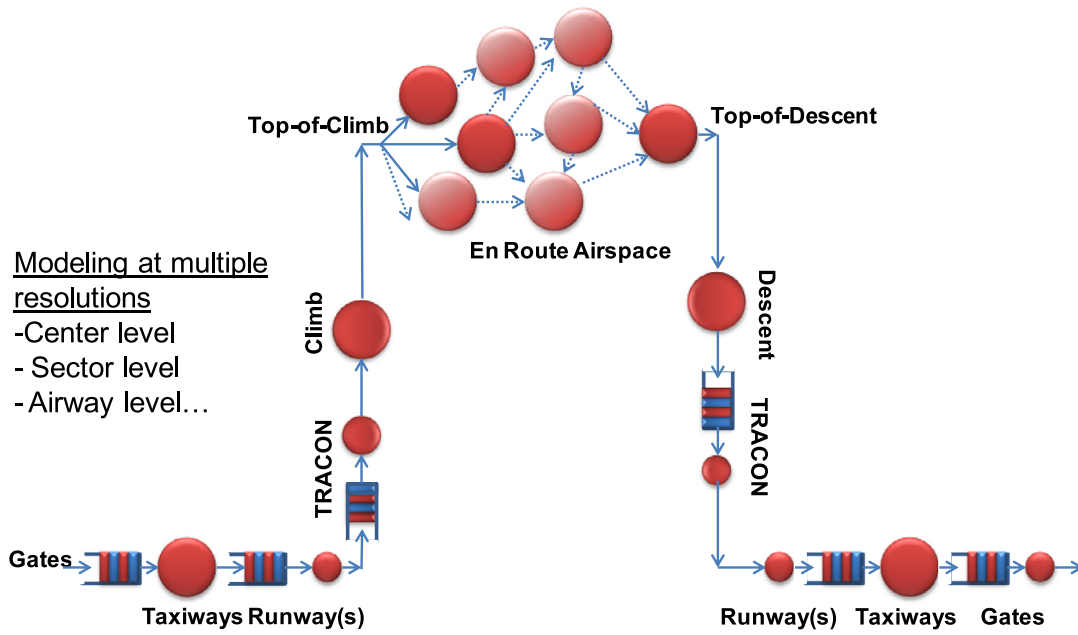 Top-of-Climb
Top-of-Descent
En Route Airspace
Modeling at multiple
resolutions
-Center level
- Sector level
- Airway level…
Climb
Descent
TRACON
TRACON
Gates
Taxiways Runway(s)
Runway(s) Taxiways Gates